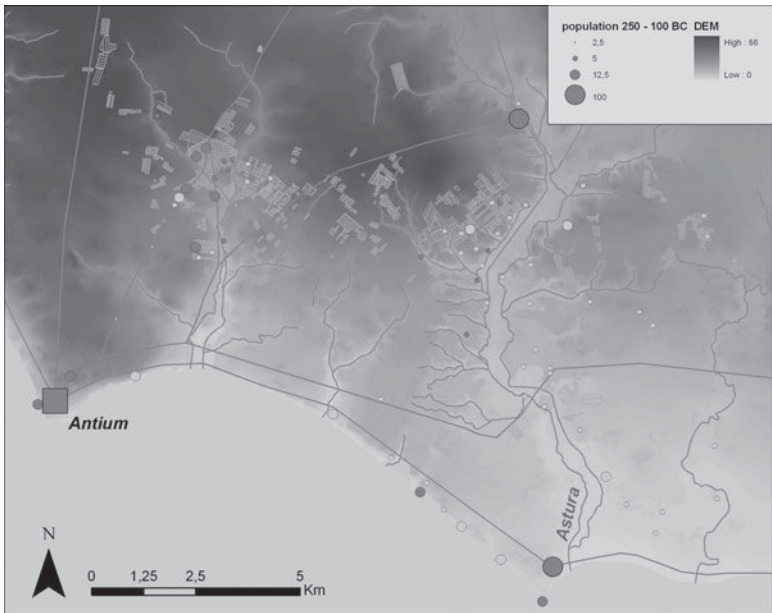 population 250 - 100 BC
2,5
5
12,5
100
DEM
High : 86
Low : 0
Antium
Astura
N
0 1,25 2,5 5
Km